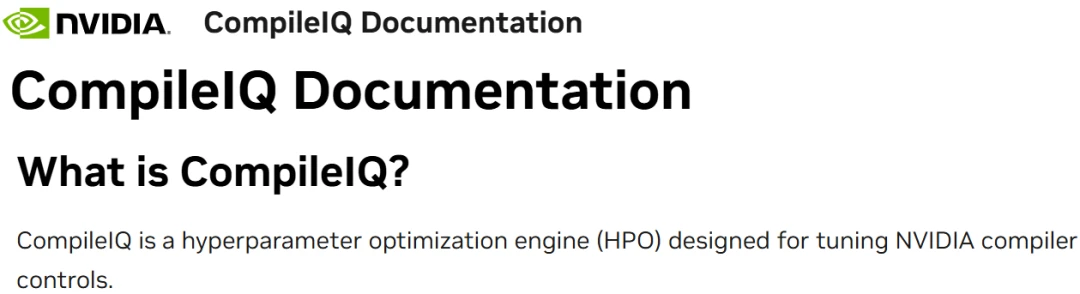 NVIDIA. CompileIQ Documentation
CompileIQ Documentation
What is CompileIQ?
CompileIQ is a hyperparameter optimization engine (HPO) designed for tuning NVIDIA compiler
controls.